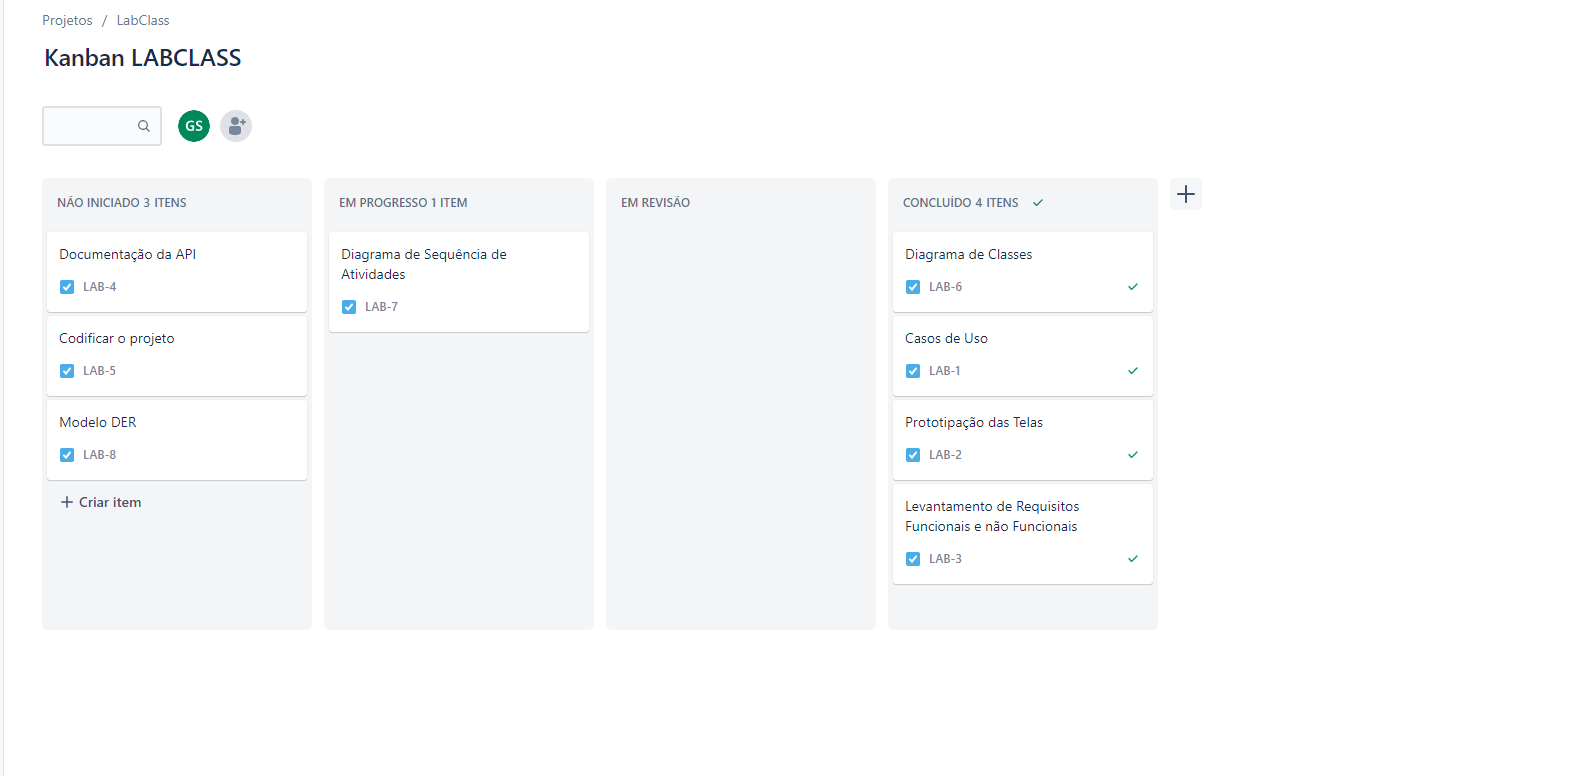 Projetos / LabClass
Kanban LABCLASS
GS
NÃO INICIADO 3 ITENS
Documentação da API
LAB-4
Codificar o projeto
LAB-5
Modelo DER
LAB-8
Criar item
EM PROGRESSO 1 ITEM
Diagrama de Sequência de
Atividades
LAB-7
EM REVISÃO
CONCLUÍDO 4 ITENS
Diagrama de Classes
LAB-6
Casos de Uso
LAB-1
Prototipação das Telas
LAB-2
Levantamento de Requisitos
Funcionais e não Funcionais
LAB-3